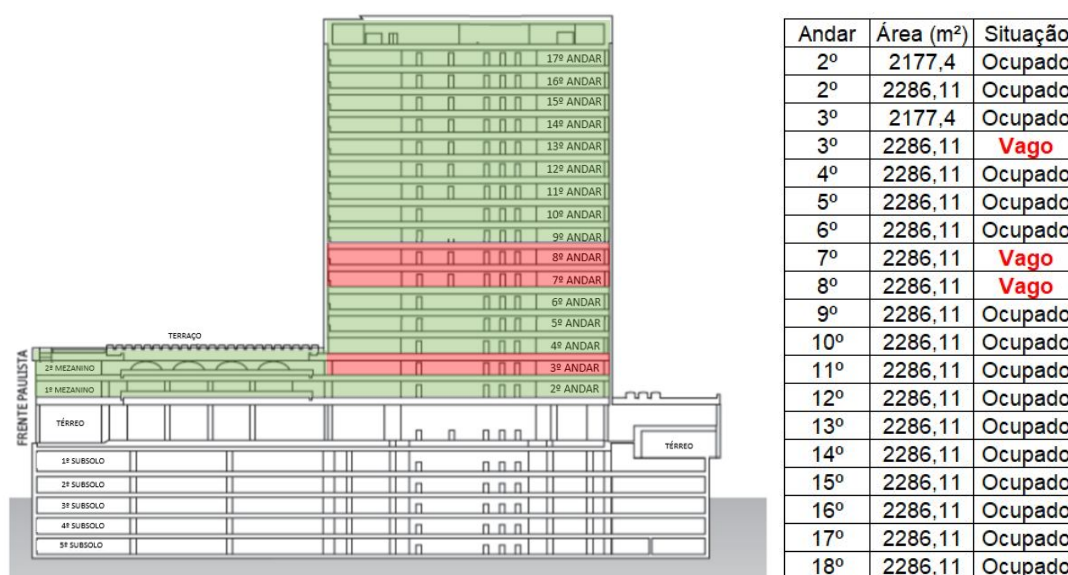 17º ANDAR
16º ANDAR
15º ANDAR
14º ANDAR
13º ANDAR
12º ANDAR
11º ANDAR
10º ANDAR
9º ANDAR
8º ANDAR
7º ANDAR
6º ANDAR
5º ANDAR
4º ANDAR
3º ANDAR
2º ANDAR
TERRAÇO
FRENTE PAULISTA
2º MEZANINO
1º MEZANINO
TÉRREO
TÉRREO
1º SUBSOLO
2º SUBSOLO
3º SUBSOLO
4º SUBSOLO
5º SUBSOLO
Andar Área (m²) Situação
2º 2177,4 Ocupado
2º 2286,11 Ocupado
3º 2177,4 Ocupado
3º 2286,11 Vago
4º 2286,11 Ocupado
5º 2286,11 Ocupado
6º 2286,11 Ocupado
7º 2286,11 Vago
8º 2286,11 Vago
9º 2286,11 Ocupado
10º 2286,11 Ocupado
11º 2286,11 Ocupado
12º 2286,11 Ocupado
13º 2286,11 Ocupado
14º 2286,11 Ocupado
15º 2286,11 Ocupado
16º 2286,11 Ocupado
17º 2286,11 Ocupado
18º 2286,11 Ocupado